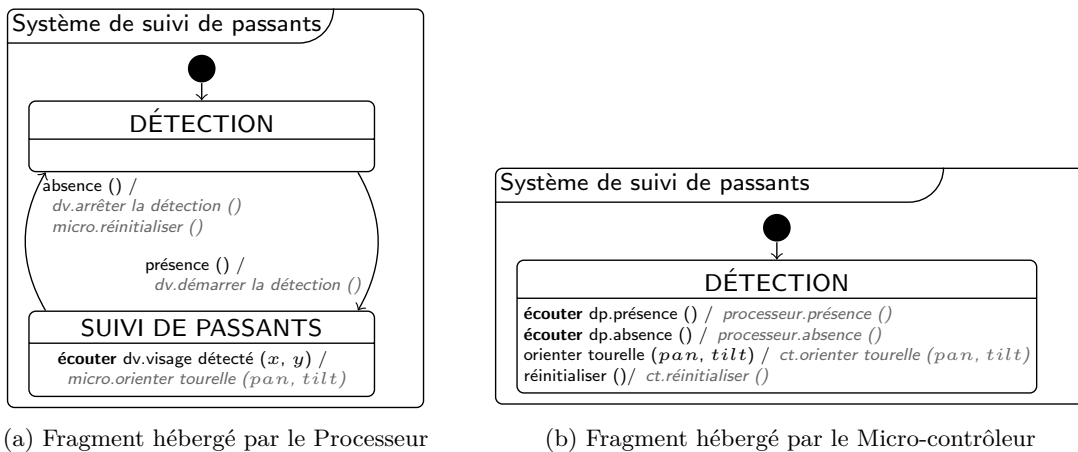 Système de suivi de passants
DÉTECTION
absence () /
dv.arrêter la détection ()
micro.réinitialiser ()
présence () /
dv.démarrer la détection ()
SUIVI DE PASSANTS
écouter dv.visage détecté (x, y) /
micro.orienter tourelle (pan, tilt)
(a) Fragment hébergé par le Processeur
Système de suivi de passants
DÉTECTION
écouter dp.présence () / processeur.présence ()
écouter dp.absence () / processeur.absence ()
orienter tourelle (pan, tilt) / ct.orienter tourelle (pan, tilt)
réinitialiser ()/ ct.réinitialiser ()
(b) Fragment hébergé par le Micro-contrôleur